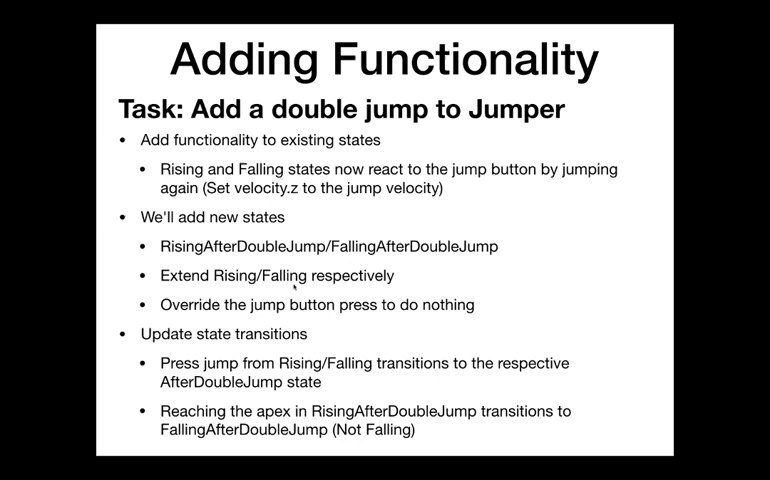 Adding Functionality
Task: Add a double jump to Jumper
• Add functionality to existing states
• Rising and Falling states now react to the jump button by jumping
again (Set velocity.z to the jump velocity)
• We'll add new states
• RisingAfterDoubleJump/FallingAfterDoubleJump
• Extend Rising/Falling respectively
• Override the jump button press to do nothing
• Update state transitions
• Press jump from Rising/Falling transitions to the respective
AfterDoubleJump state
• Reaching the apex in RisingAfterDoubleJump transitions to
FallingAfterDoubleJump (Not Falling)